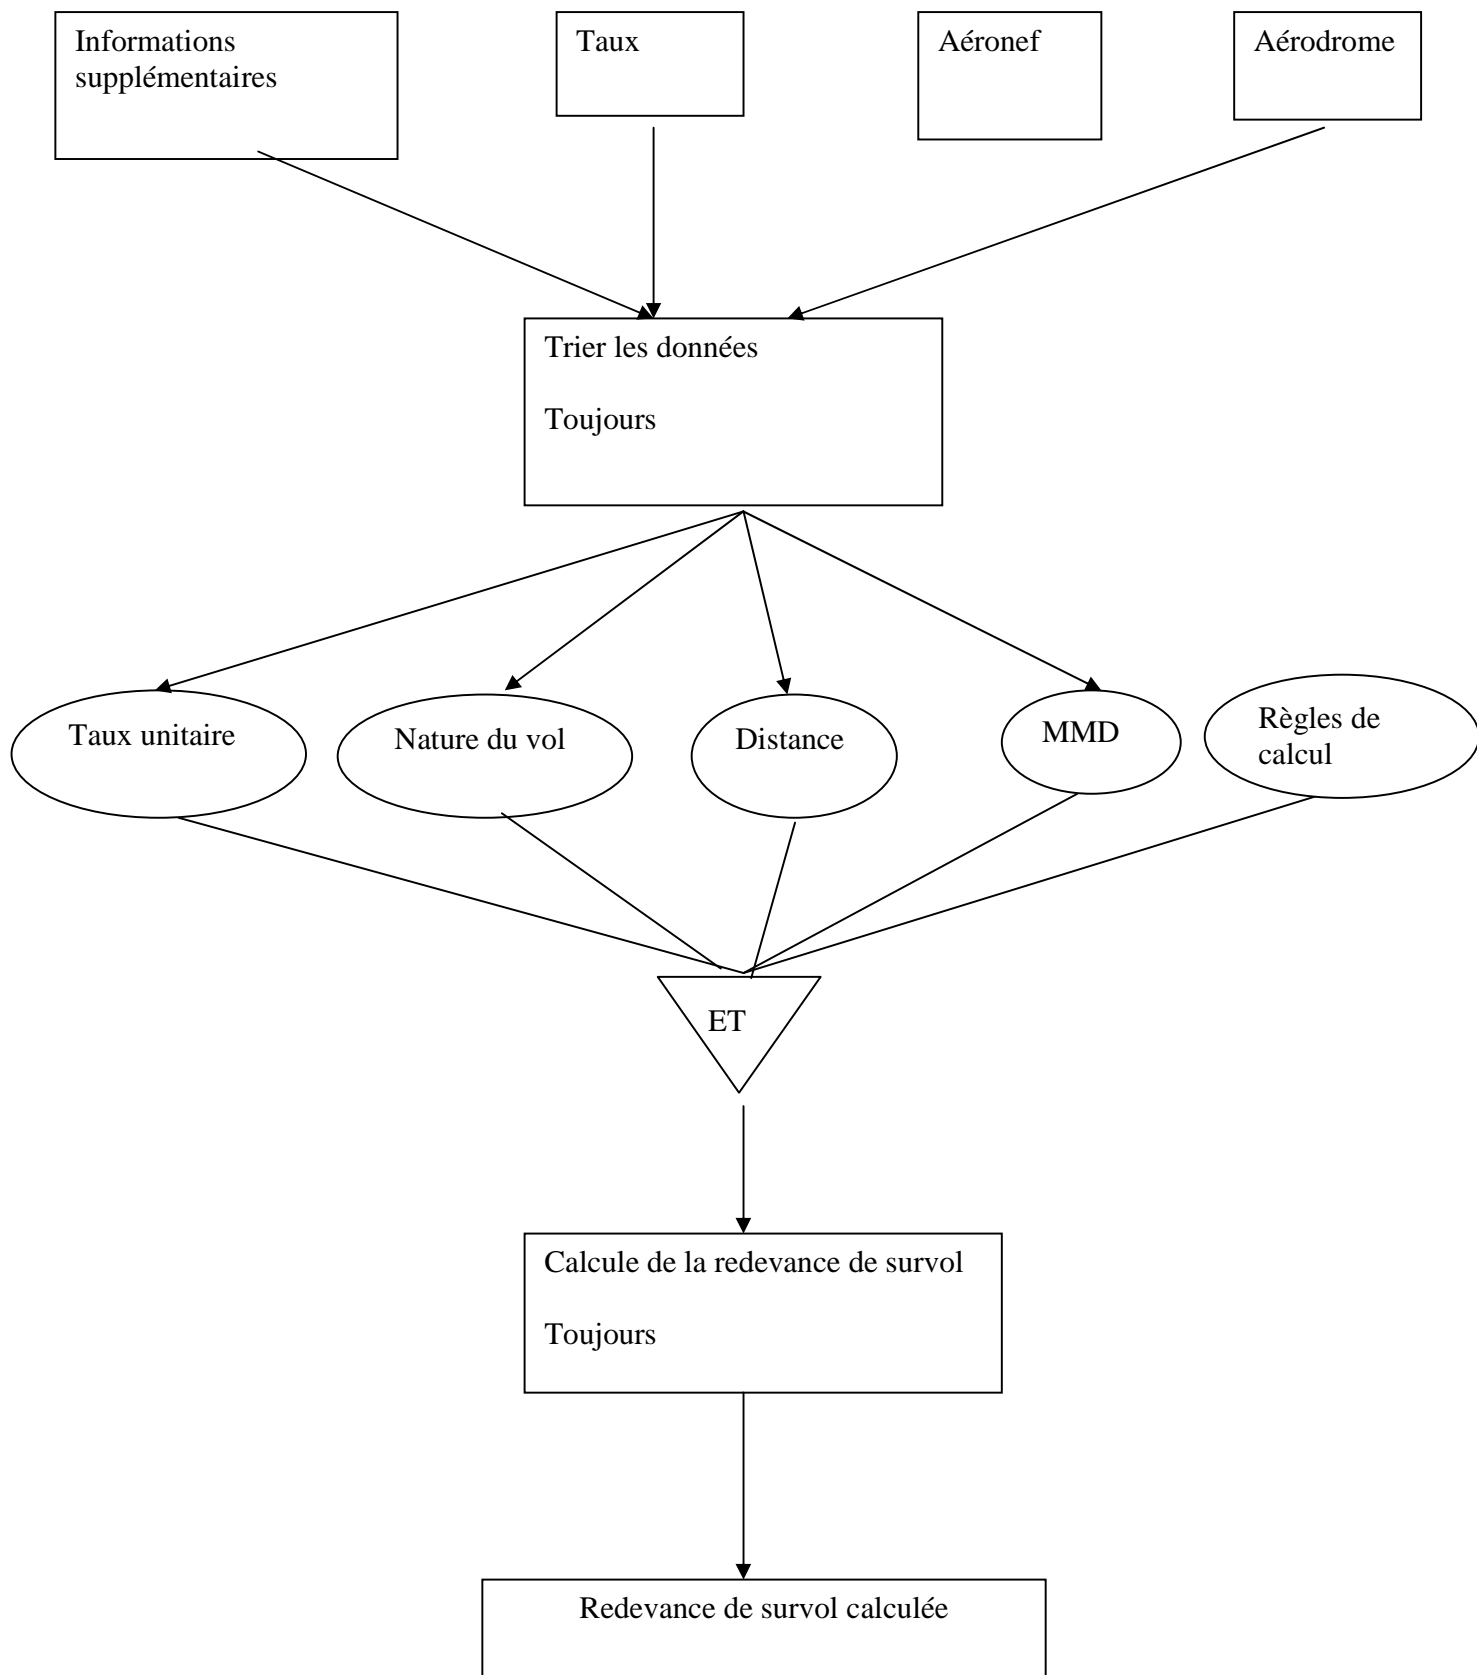 Informations
supplémentaires
Taux
Aéronef
Aérodrome
Trier les données
Toujours
Taux unitaire
Nature du vol
Distance
MMD
Règles de
calcul
ET
Calcule de la redevance de survol
Toujours
Redevance de survol calculée